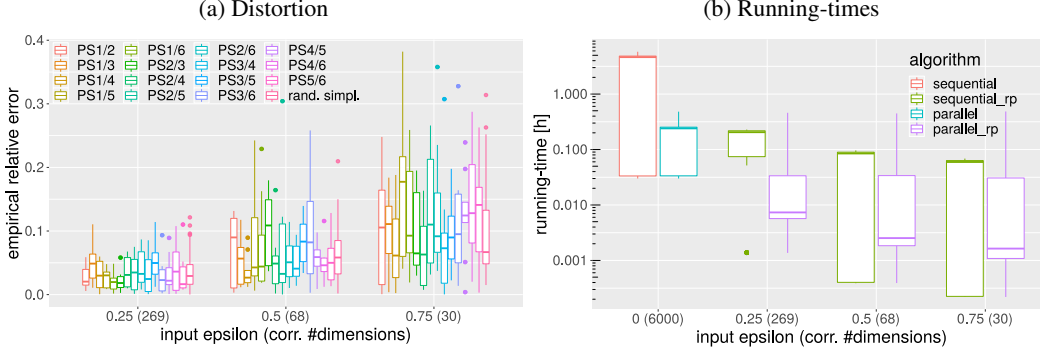 (a) Distortion
0.4
0.3
0.2
0.1
0.0
empirical relative error
PS1/2
PS1/6
PS2/6
PS4/5
PS1/3
PS2/3
PS3/4
PS4/6
PS1/4
PS2/4
PS3/5
PS5/6
PS1/5
PS2/5
PS3/6
rand. simpl.
0.25 (269)
0.5 (68)
0.75 (30)
input epsilon (corr. #dimensions)
(b) Running-times
running-time [h]
1.000
0.100
0.010
0.001
algorithm
sequential
sequential_rp
parallel
parallel_rp
0 (6000)
0.25 (269)
0.5 (68)
0.75 (30)
input epsilon (corr. #dimensions)